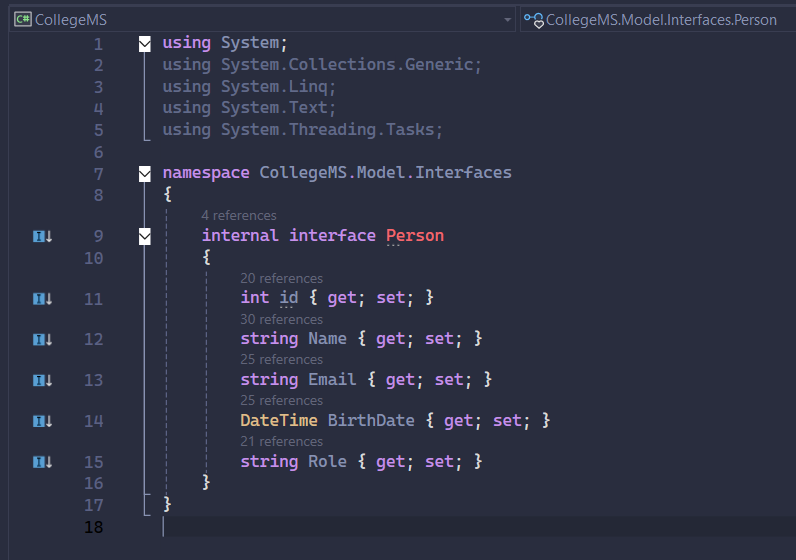 C# CollegeMS
CollegeMS.Model.Interfaces.Person
1 using System;
2 using System.Collections.Generic;
3 using System.Linq;
4 using System.Text;
5 using System.Threading.Tasks;
6
7 namespace CollegeMS.Model.Interfaces
8 {
4 references
9 internal interface Person
10 {
20 references
11 int id { get; set; }
30 references
12 string Name { get; set; }
25 references
13 string Email { get; set; }
25 references
14 DateTime BirthDate { get; set; }
21 references
15 string Role { get; set; }
16 }
17 }
18